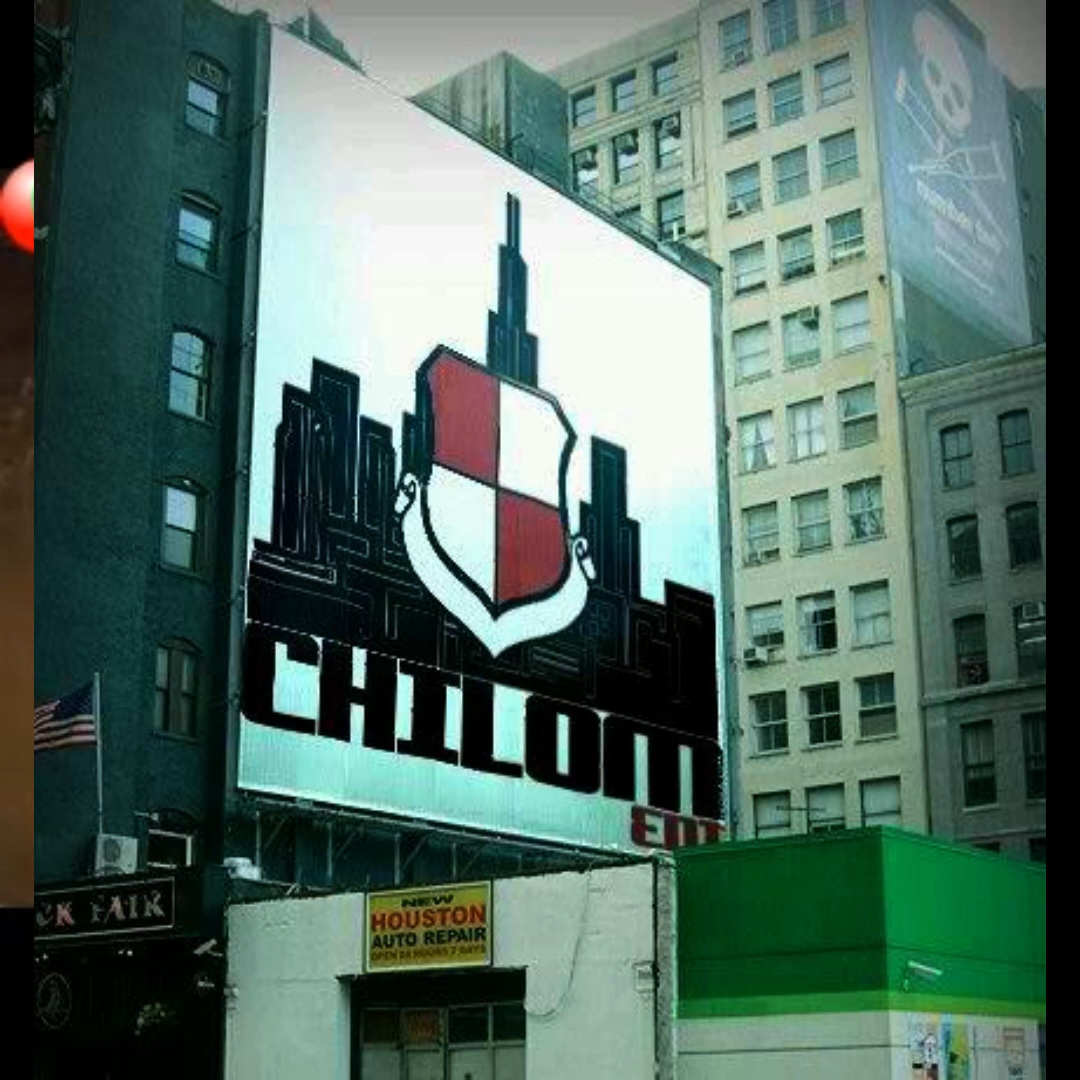 CHILOM
ENT
CK FAIR
NEW
HOUSTON
AUTO REPAIR
OPEN 24 HOURS 7 DAYS